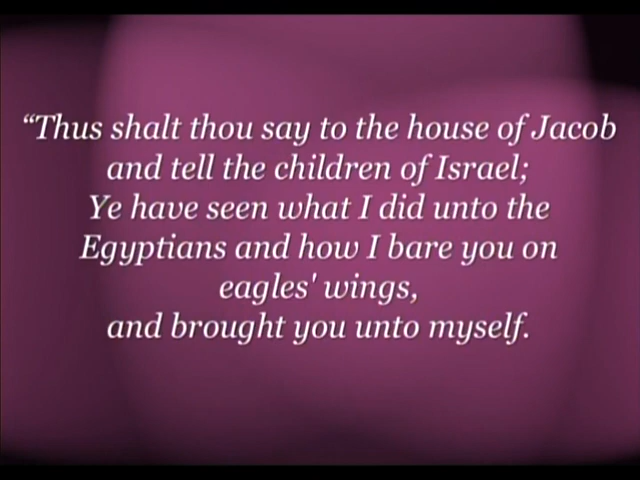 “Thus shalt thou say to the house of Jacob
and tell the children of Israel;
Ye have seen what I did unto the
Egyptians and how I bare you on
eagles' wings,
and brought you unto myself.